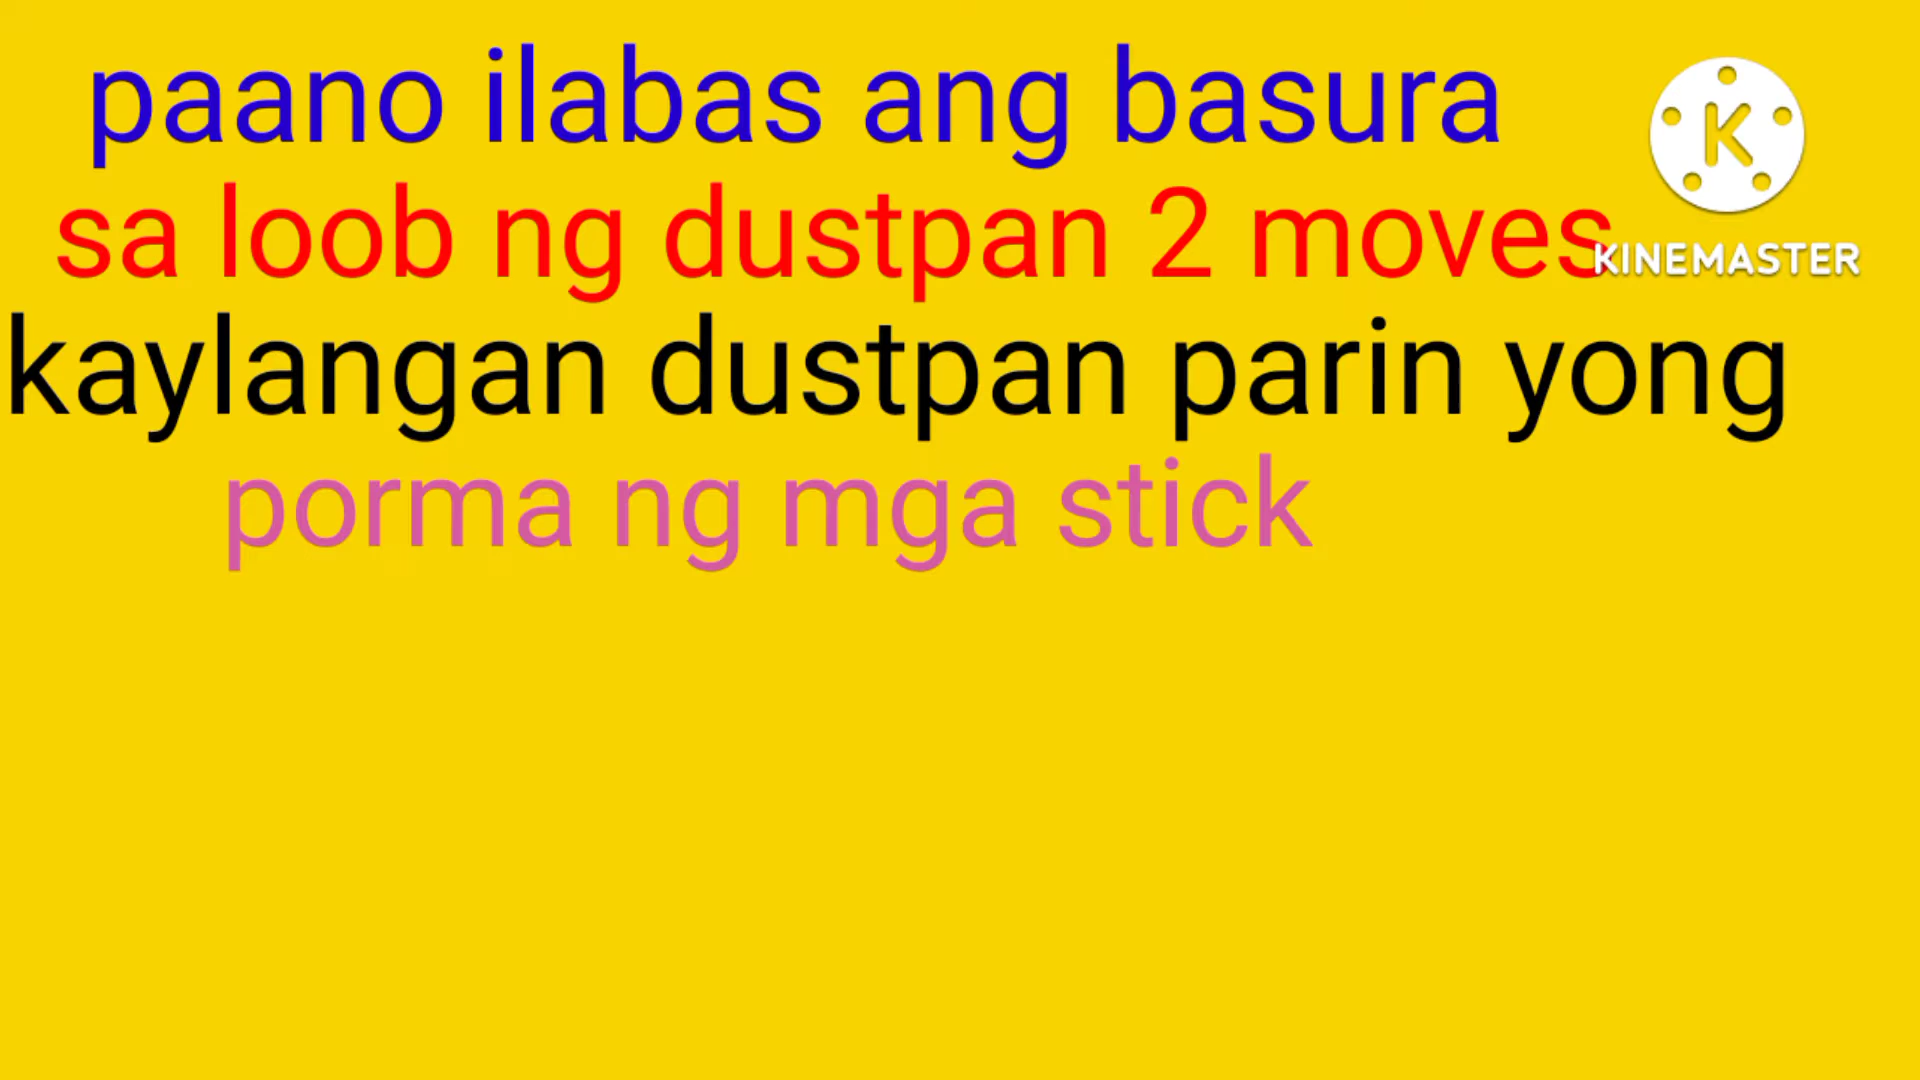 paano ilabas ang basura
sa loob ng dustpan 2 moves
KINEMASTER
kaylangan dustpan parin yong
porma ng mga stick